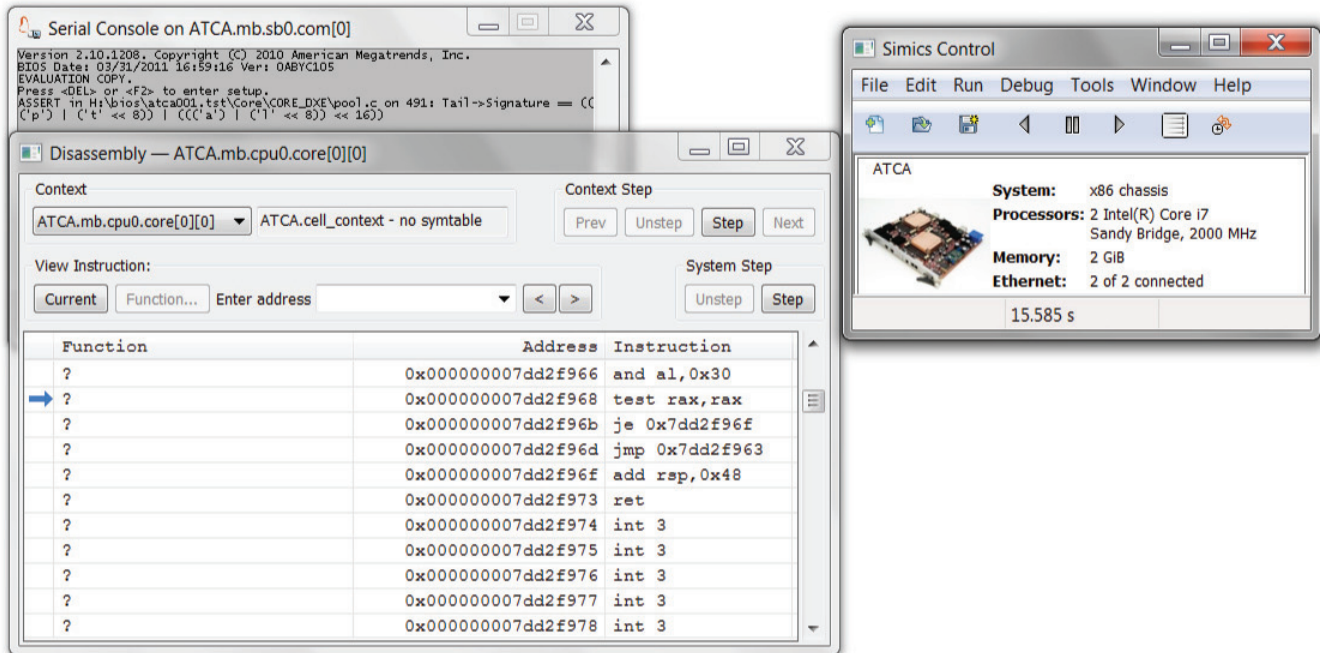 Serial Console on ATCA.mb.sb0.com[0]
Version 2.10.1208. Copyright (C) 2010 American Megatrends, Inc.
BIOS Date: 03/31/2011 16:59:16 Ver: 0ABYC105
EVALUATION COPY.
Press <DEL> or <F2> to enter setup.
ASSERT in H:\bios\atca001.tst\Core\CORE_DXE\pool.c on 491: Tail->Signature == ((
('p') | ('t' << 8)) | ((('a') | ('l' << 8)) << 16))
Disassembly — ATCA.mb.cpu0.core[0][0]
Context
Context Step
ATCA.mb.cpu0.core[0][0] ATCA.cell_context - no symtable Prev Unstep Step Next
View Instruction:
System Step
Current Function... Enter address < > Unstep Step
Function Address Instruction
? 0x000000007dd2f966 and al,0x30
? 0x000000007dd2f968 test rax,rax
? 0x000000007dd2f96b je 0x7dd2f96f
? 0x000000007dd2f96d jmp 0x7dd2f963
? 0x000000007dd2f96f add rsp,0x48
? 0x000000007dd2f973 ret
? 0x000000007dd2f974 int 3
? 0x000000007dd2f975 int 3
? 0x000000007dd2f976 int 3
? 0x000000007dd2f977 int 3
? 0x000000007dd2f978 int 3
Simics Control
File Edit Run Debug Tools Window Help
ATCA
System: x86 chassis
Processors: 2 Intel(R) Core i7
Sandy Bridge, 2000 MHz
Memory: 2 GiB
Ethernet: 2 of 2 connected
15.585 s